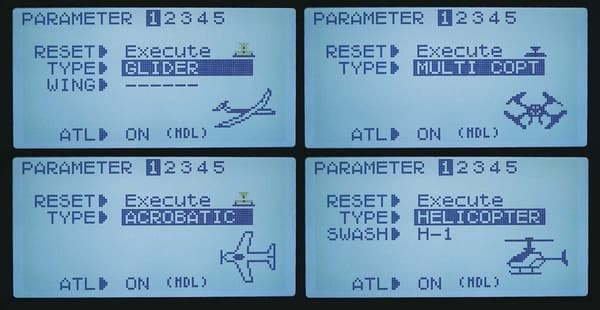 PARAMETER 12345
RESET▶ Execute
TYPE▶ GLIDER
WING▶ ------
ATL▶ ON (MDL)
PARAMETER 12345
RESET▶ Execute
TYPE▶ MULTI COPT
ATL▶ ON (MDL)
PARAMETER 12345
RESET▶ Execute
TYPE▶ ACROBATIC
ATL▶ ON (MDL)
PARAMETER 12345
RESET▶ Execute
TYPE▶ HELICOPTER
SWASH▶ H-1
ATL▶ ON (MDL)